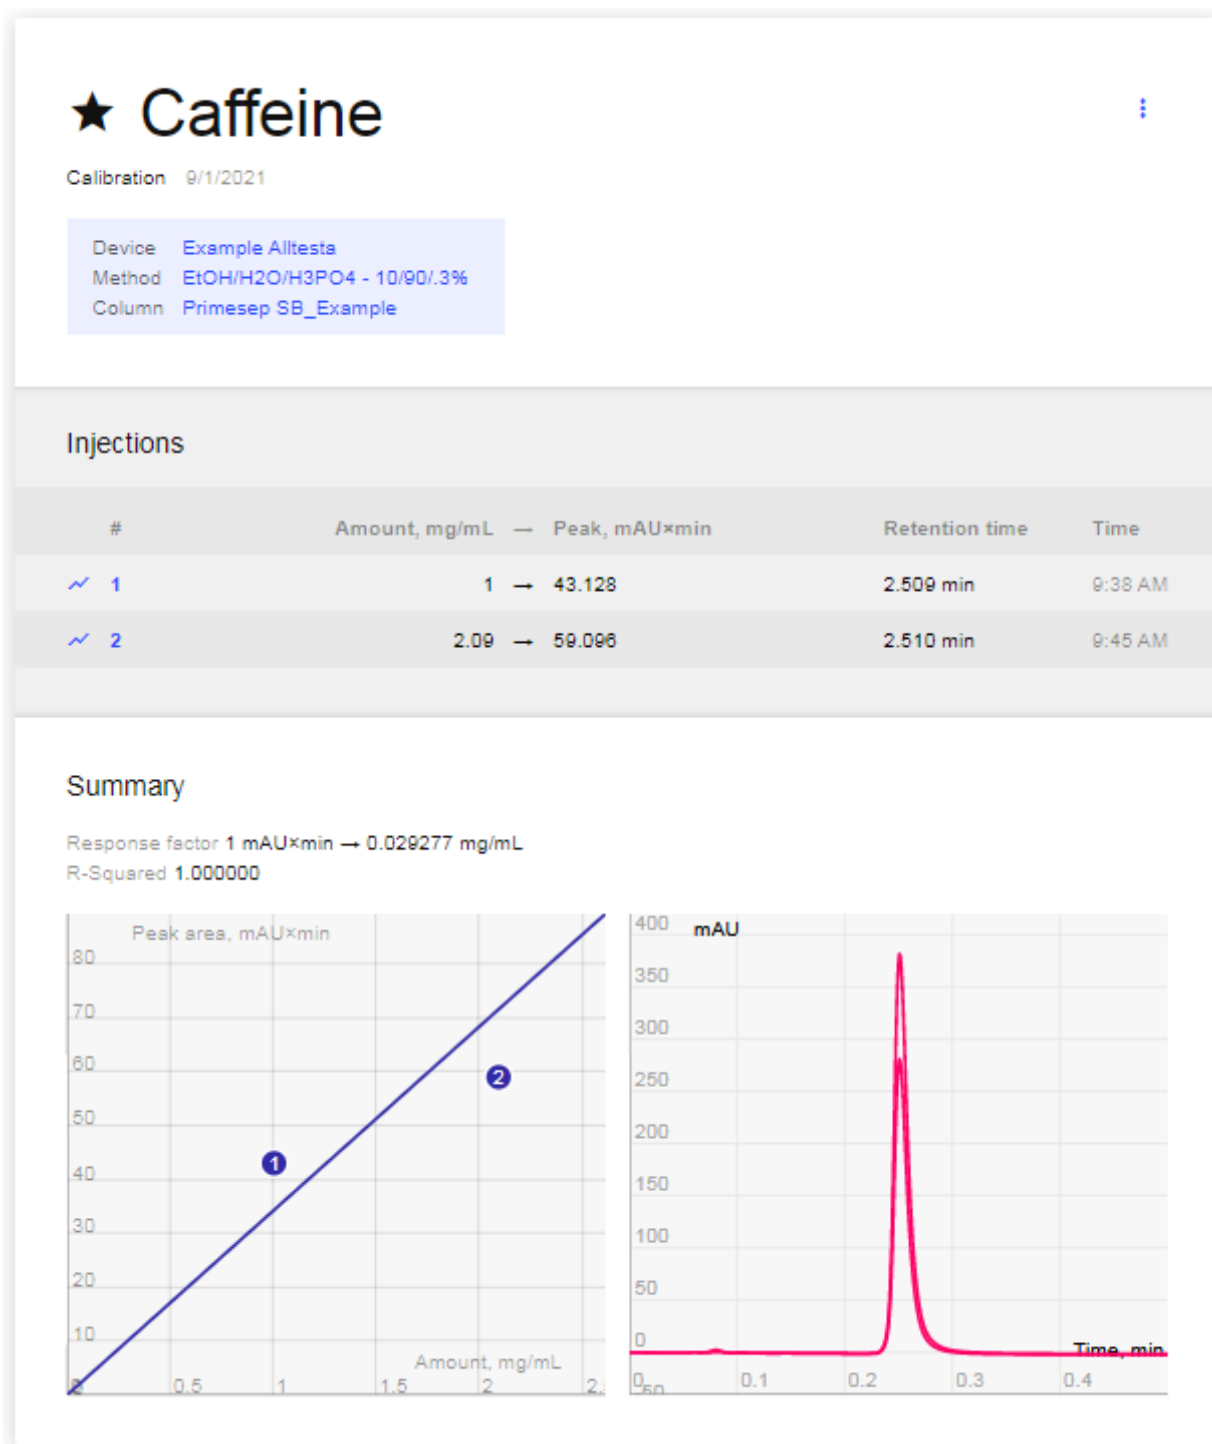 ★ Caffeine
Calibration 9/1/2021
Device Example Alltesta
Method EtOH/H2O/H3PO4 - 10/90/.3%
Column Primesep SB_Example
Injections
# Amount, mg/mL → Peak, mAU×min Retention time Time
1 1 → 43.128 2.509 min 9:38 AM
2 2.09 → 59.096 2.510 min 9:45 AM
Summary
Response factor 1 mAU×min → 0.029277 mg/mL
R-Squared 1.000000
Peak area, mAU×min
80
70
60
50
40
30
20
10
2
1
Amount, mg/mL
0.5 1 1.5 2 2.
mAU
400
350
300
250
200
150
100
50
0
Time, min
0 0.1 0.2 0.3 0.4